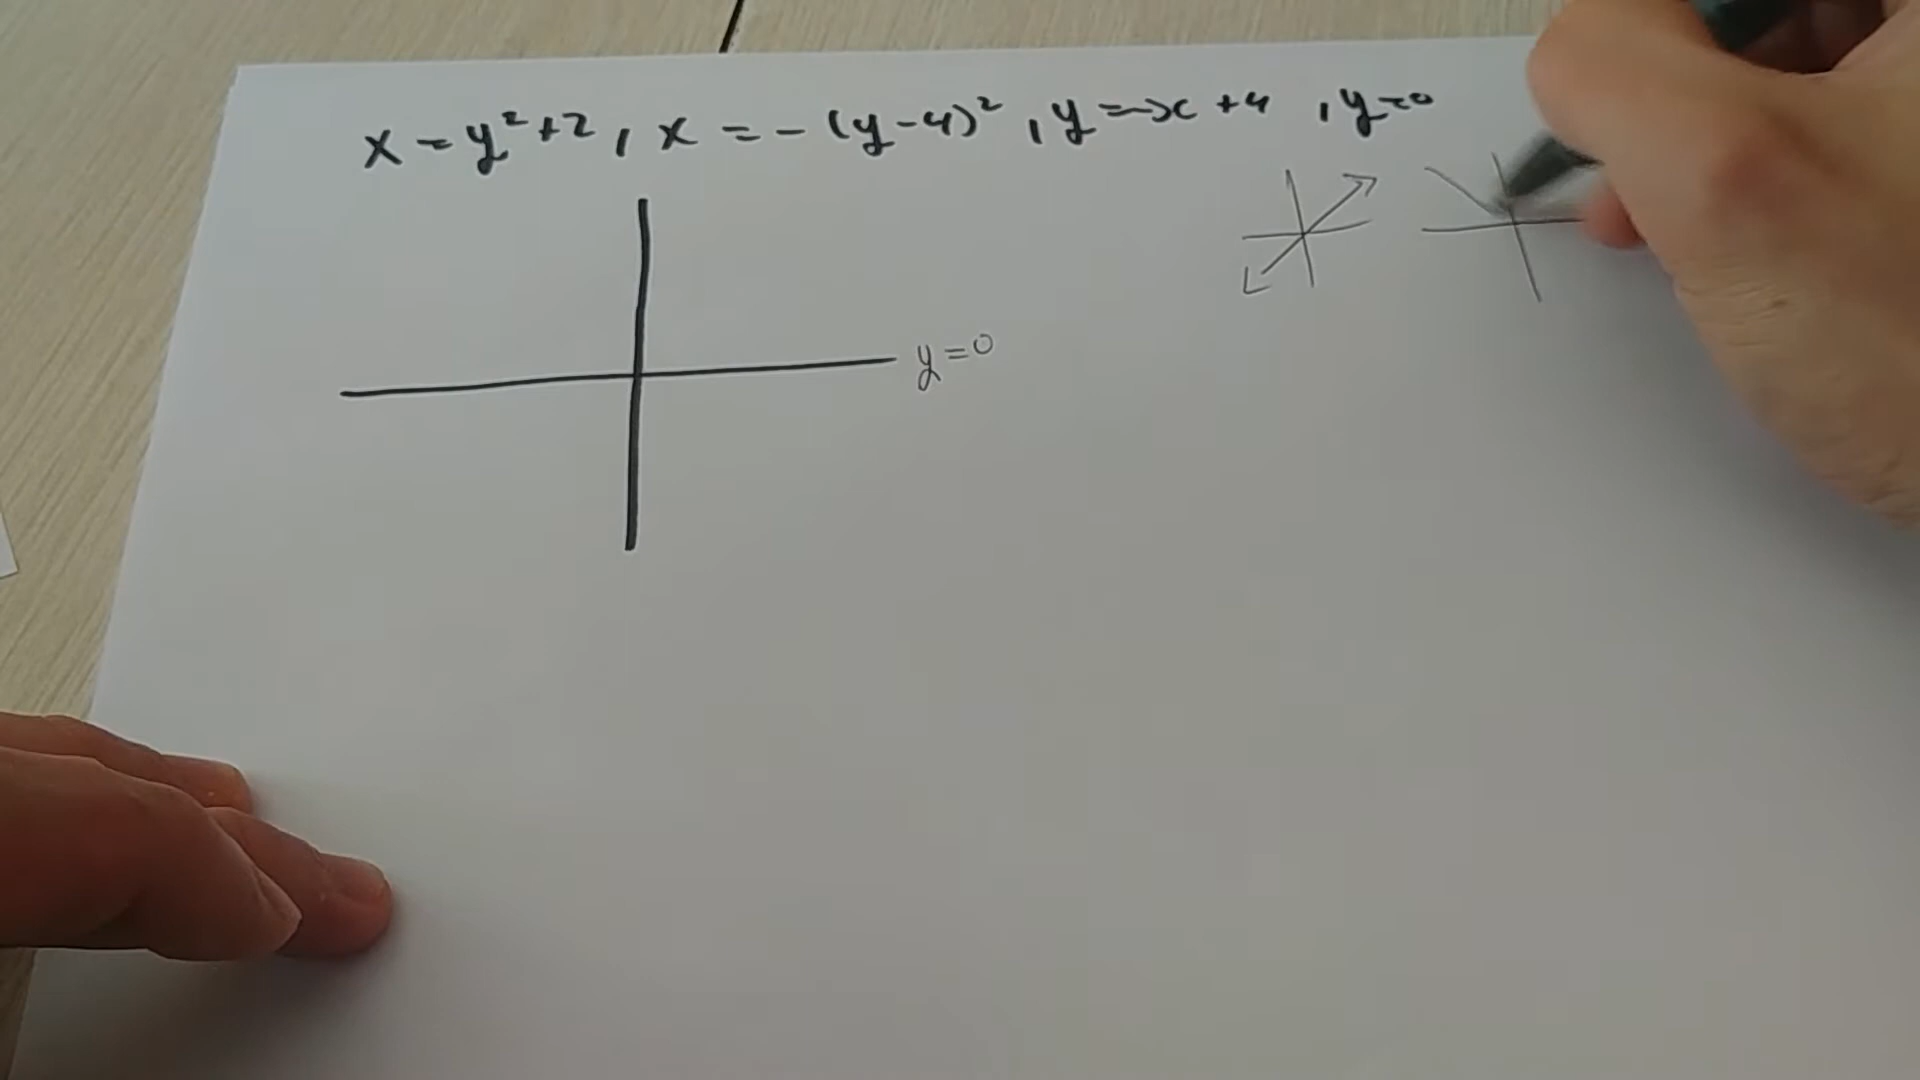 x = y² + 2 , x = - (y - 4)² , y = -x + 4 , y = 0
y = 0